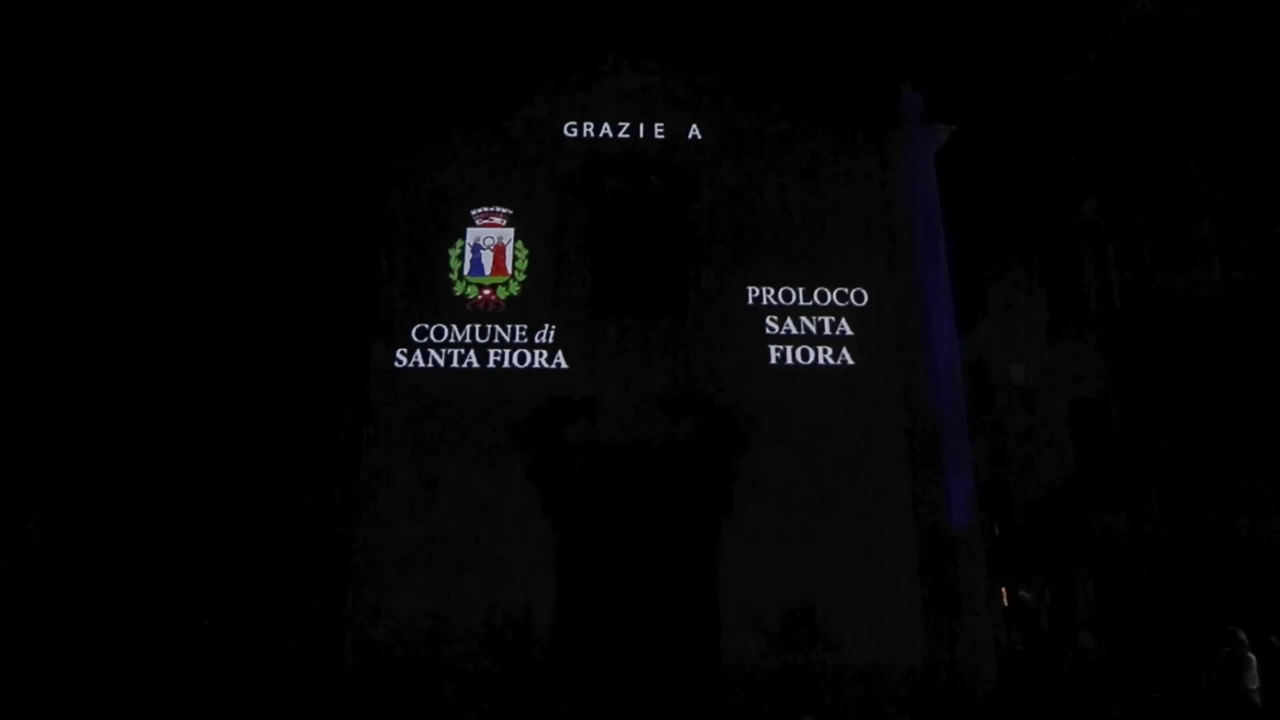 GRAZIE A
COMUNE di
SANTA FIORA
PROLOCO
SANTA
FIORA